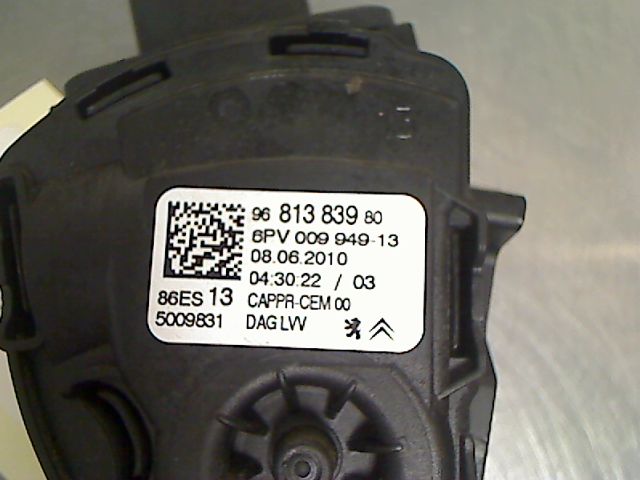 96 813 839 80
6PV 009 949-13
08.06.2010
04:30:22 / 03
86ES 13 CAPPR-CEM 00
5009831 DAG LVV